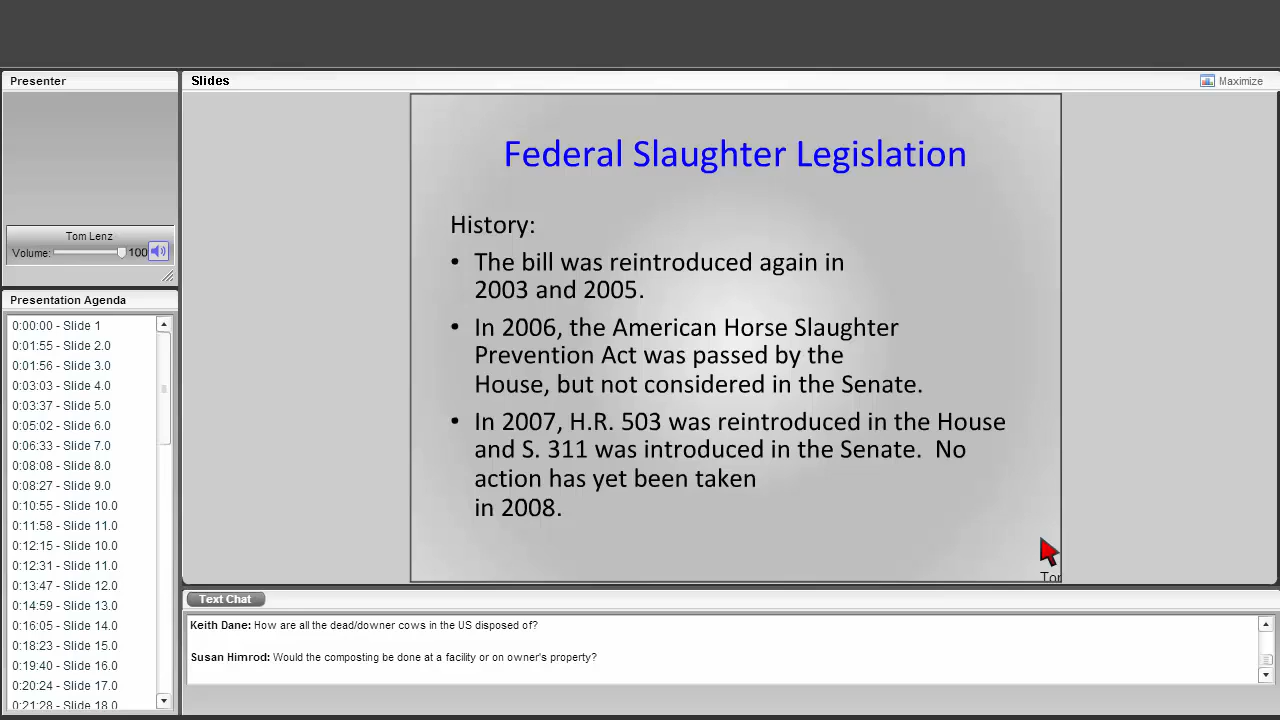 Presenter
Slides
Maximize
Tom Lenz
Volume: 100
Presentation Agenda
0:00:00 - Slide 1
0:01:55 - Slide 2.0
0:01:56 - Slide 3.0
0:03:03 - Slide 4.0
0:03:37 - Slide 5.0
0:05:02 - Slide 6.0
0:06:33 - Slide 7.0
0:08:08 - Slide 8.0
0:08:27 - Slide 9.0
0:10:55 - Slide 10.0
0:11:58 - Slide 11.0
0:12:15 - Slide 10.0
0:12:31 - Slide 11.0
0:13:47 - Slide 12.0
0:14:59 - Slide 13.0
0:16:05 - Slide 14.0
0:18:23 - Slide 15.0
0:19:40 - Slide 16.0
0:20:24 - Slide 17.0
0:21:28 - Slide 18.0
Federal Slaughter Legislation
History:
• The bill was reintroduced again in
2003 and 2005.
• In 2006, the American Horse Slaughter
Prevention Act was passed by the
House, but not considered in the Senate.
• In 2007, H.R. 503 was reintroduced in the House
and S. 311 was introduced in the Senate.  No
action has yet been taken
in 2008.
Tor
Text Chat
Keith Dane: How are all the dead/downer cows in the US disposed of?
Susan Himrod: Would the composting be done at a facility or on owner's property?